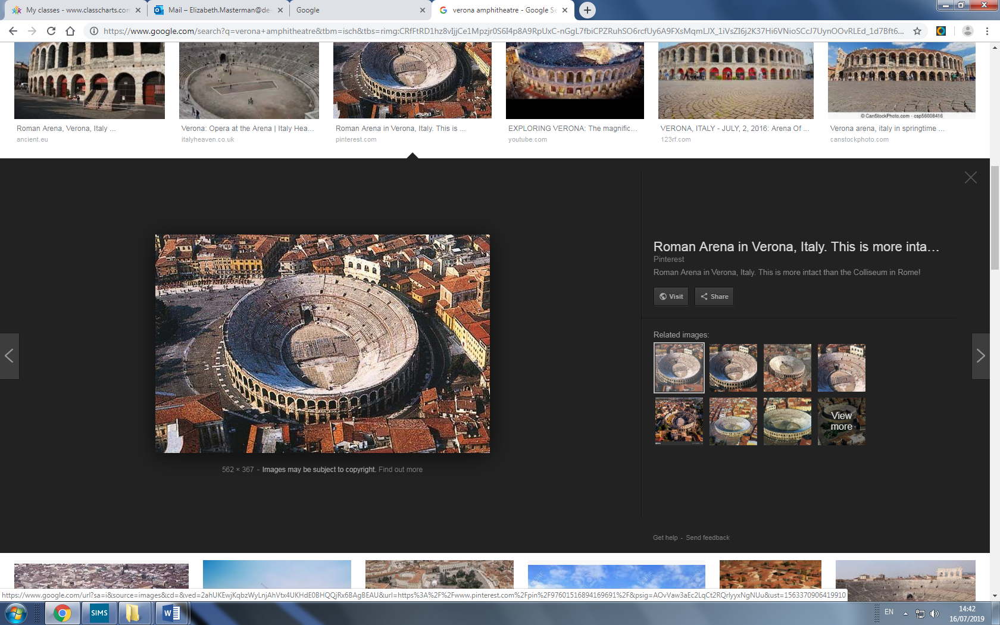 My classes - www.classcharts.com
Mail – Elizabeth.Masterman@de-
Google
verona amphitheatre - Google Se
https://www.google.com/search?q=verona+amphitheatre&tbm=isch&tbs=rimg:CRfFtRD1hz8vIjjCe1Mpzjr0S6I4p8A9RpUxC-nGgL7fbiCPZRuhSO6rcfUy6A9FXsMqmLJX_1iVsZI6j2K37Hi6VNioSCcJ7UynOOvRLEd_1d7Bft6...
© CanStockPhoto.com - csp56008416
Roman Arena, Verona, Italy ...
ancient.eu
Verona: Opera at the Arena | Italy Hea...
italyheaven.co.uk
Roman Arena in Verona, Italy. This is ...
pinterest.com
EXPLORING VERONA: The magnific...
youtube.com
VERONA, ITALY - JULY, 2, 2016: Arena Of ...
123rf.com
Verona arena, italy in springtime ...
canstockphoto.com
Roman Arena in Verona, Italy. This is more inta...
Pinterest
Roman Arena in Verona, Italy. This is more intact than the Colliseum in Rome!
Visit
Share
Related images:
View
more
562 × 367 - Images may be subject to copyright. Find out more
Get help - Send feedback
https://www.google.com/url?sa=i&source=images&cd=&ved=2ahUKEwjKqbzWyLnjAhVtx4UKHdE0BHQQjRx6BAgBEAU&url=https%3A%2F%2Fwww.pinterest.com%2Fpin%2F97601516894169691%2F&psig=AOvVaw3aEc2LqCt2RQrlyyxNgNUu&ust=1563370906419910
SIMS
W
EN
14:42
16/07/2019